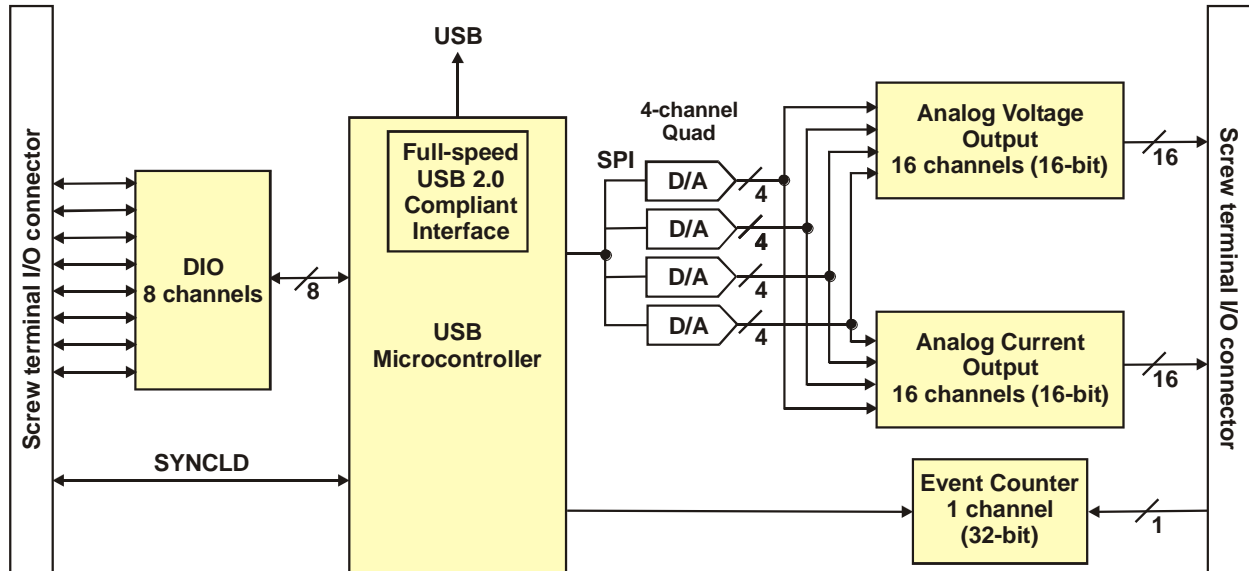 Screw terminal I/O connector
DIO
8 channels
8
SYNCLD
USB
Full-speed
USB 2.0
Compliant
Interface
USB
Microcontroller
SPI
4-channel
Quad
D/A
4
D/A
4
D/A
4
D/A
4
Analog Voltage
Output
16 channels (16-bit)
16
Analog Current
Output
16 channels (16-bit)
16
Event Counter
1 channel
(32-bit)
1
Screw terminal I/O connector